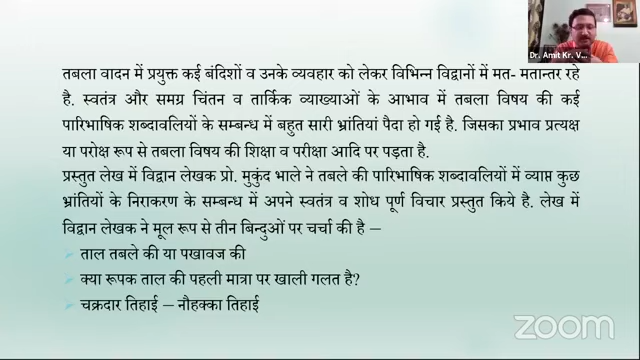 Dr. Amit Kr. V...
तबला वादन में प्रयुक्त कई बंदिशों व उनके व्यवहार को लेकर विभिन्न विद्वानों में मत- मतान्तर रहे
है. स्वतंत्र और समग्र चिंतन व तार्किक व्याख्याओं के आभाव में तबला विषय की कई
पारिभाषिक शब्दावलियों के सम्बन्ध में बहुत सारी भ्रांतियां पैदा हो गई है. जिसका प्रभाव प्रत्यक्ष
या परोक्ष रूप से तबला विषय की शिक्षा व परीक्षा आदि पर पड़ता है.
प्रस्तुत लेख में विद्वान लेखक प्रो. मुकुंद भाले ने तबले की पारिभाषिक शब्दावलियों में व्याप्त कुछ
भ्रांतियों के निराकरण के सम्बन्ध में अपने स्वतंत्र व शोध पूर्ण विचार प्रस्तुत किये है. लेख में
विद्वान लेखक ने मूल रूप से तीन बिन्दुओं पर चर्चा की है –
ताल तबले की या पखावज की
क्या रूपक ताल की पहली मात्रा पर खाली गलत है?
चक्रदार तिहाई – नौहक्का तिहाई
zoom